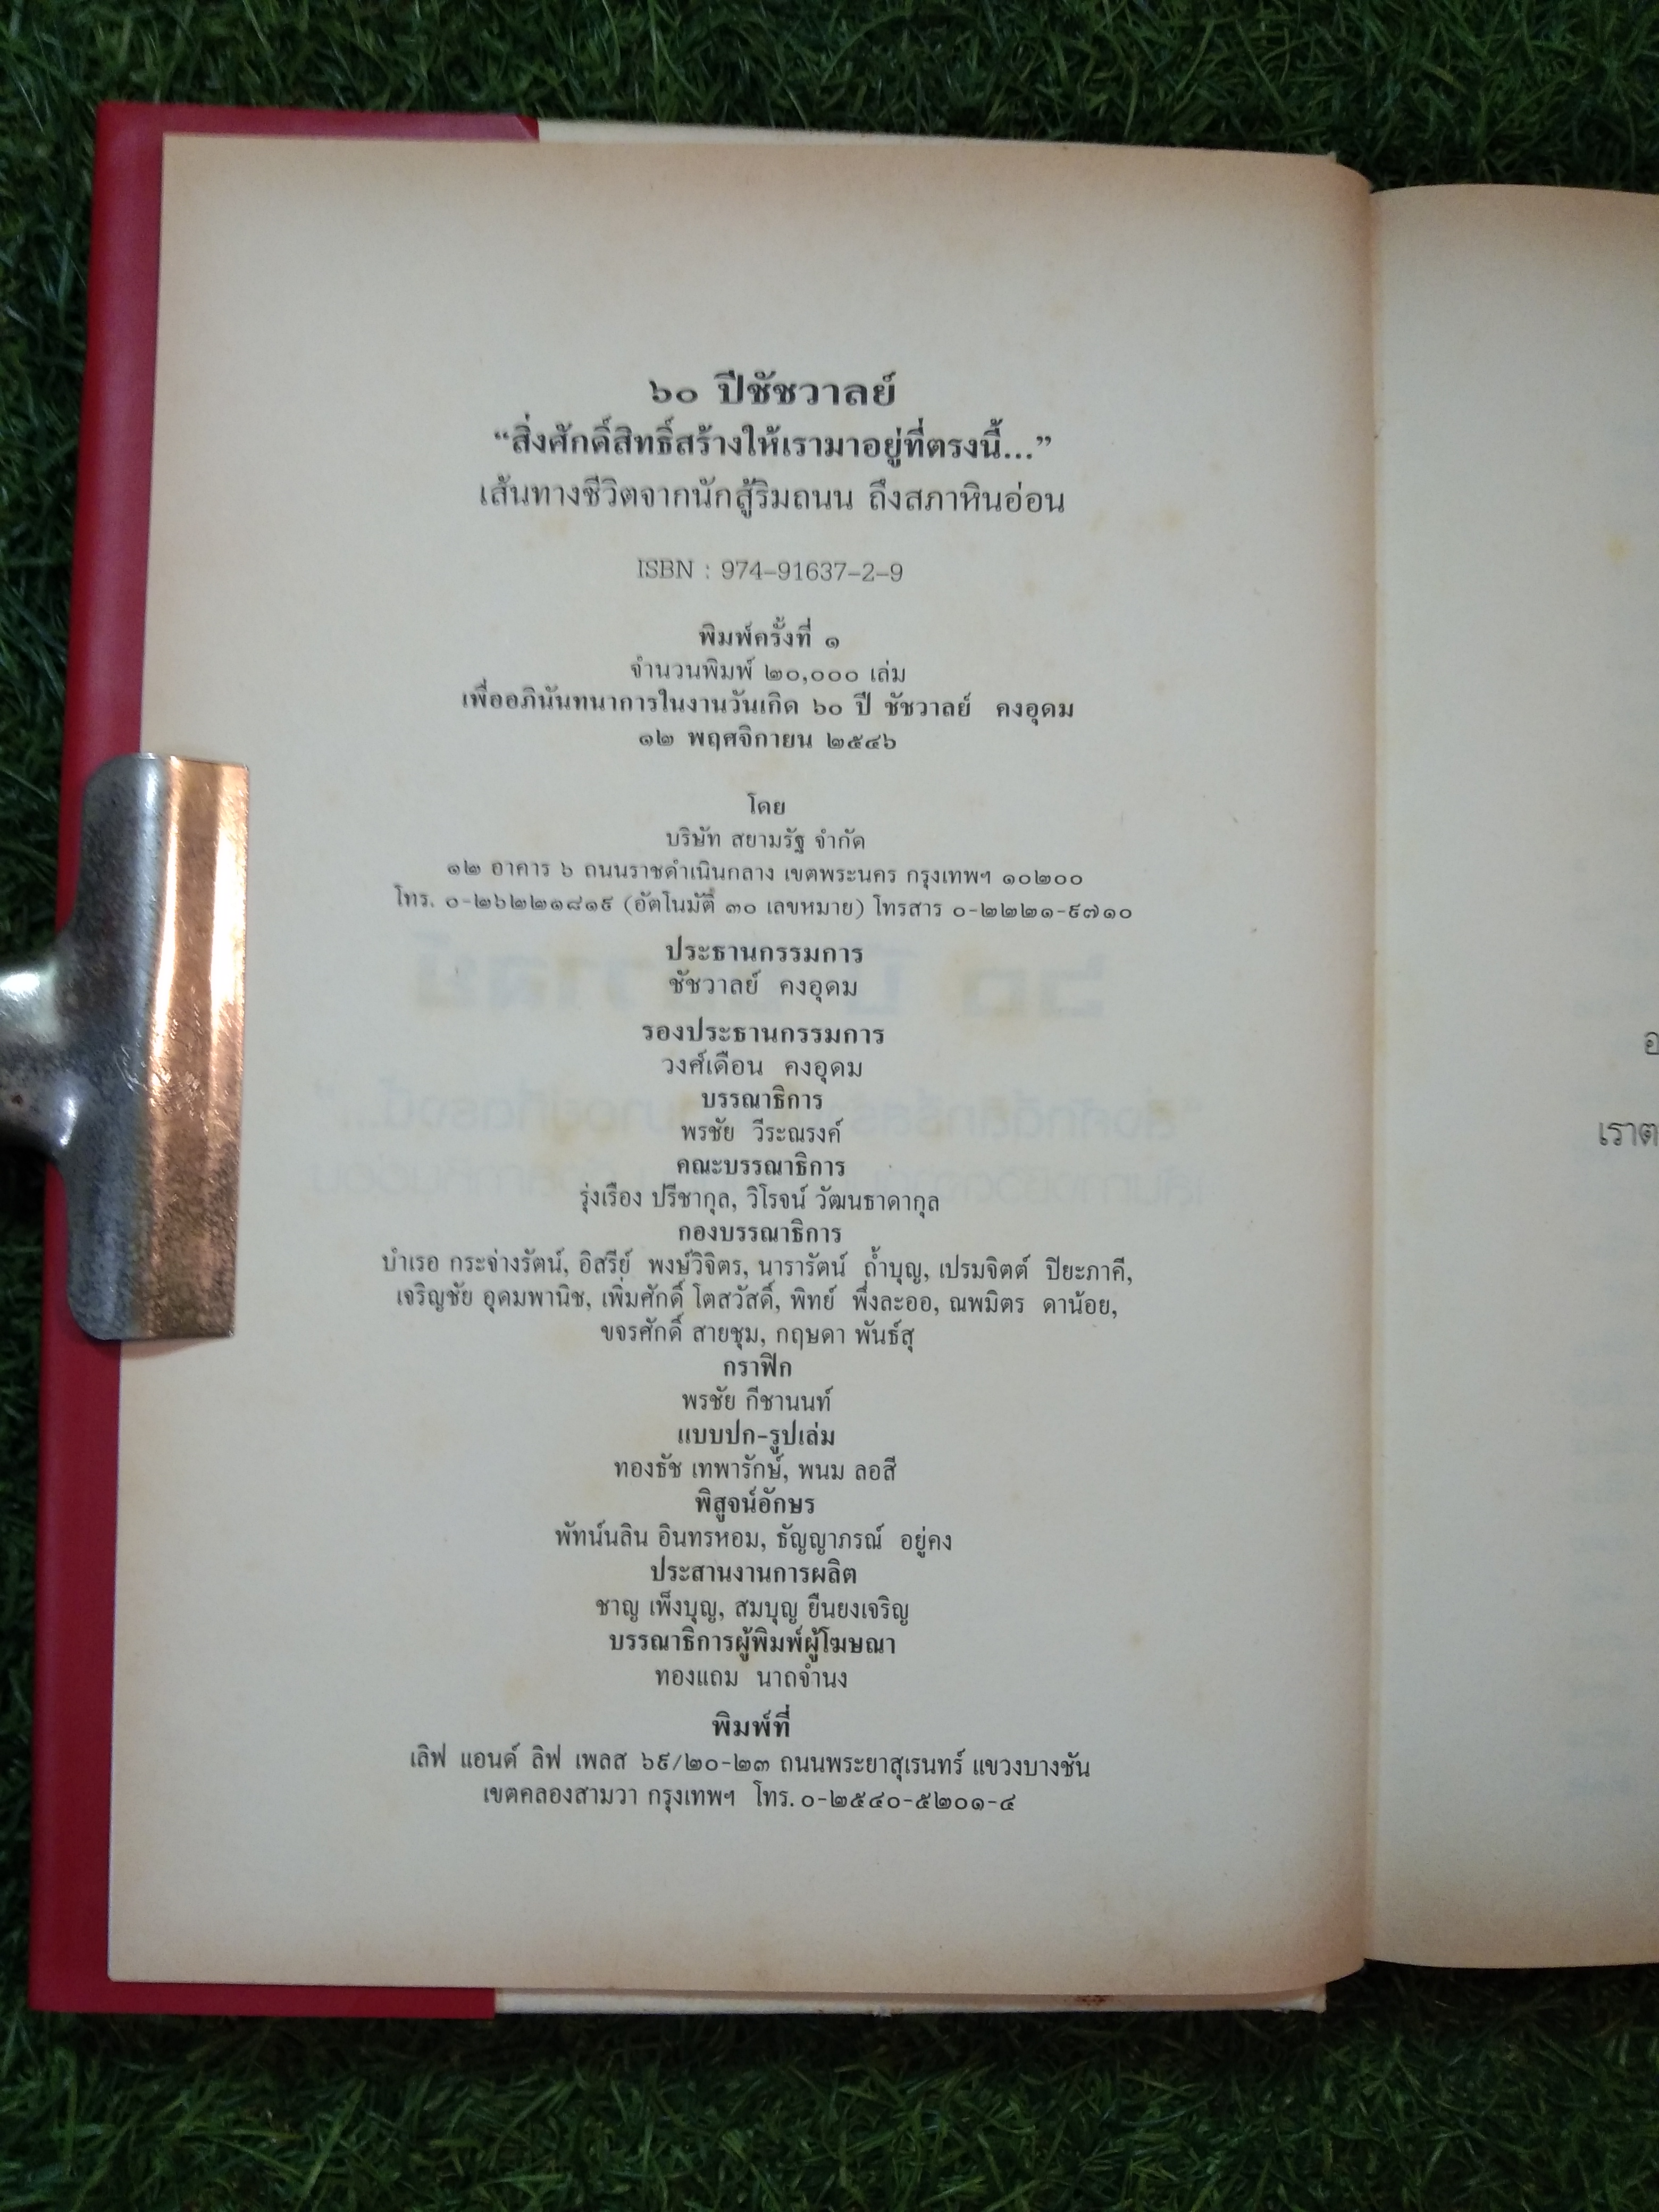 ๖๐ ปีชัชวาลย์
“สิ่งศักดิ์สิทธิ์สร้างให้เรามาอยู่ที่ตรงนี้...”
เส้นทางชีวิตจากนักสู้ริมถนน ถึงสภาหินอ่อน
ISBN : 974-91637-2-9
พิมพ์ครั้งที่ ๑
จำนวนพิมพ์ ๒๐,๐๐๐ เล่ม
เพื่ออภินันทนาการในงานวันเกิด ๖๐ ปี ชัชวาลย์ คงอุดม
๑๒ พฤศจิกายน ๒๕๔๖
โดย
บริษัท สยามรัฐ จำกัด
๑๒ อาคาร ๖ ถนนราชดำเนินกลาง เขตพระนคร กรุงเทพฯ ๑๐๒๐๐
โทร. ๐-๒๖๒๒๑๘๑๙ (อัตโนมัติ ๓๐ เลขหมาย) โทรสาร ๐-๒๒๒๑-๙๗๑๐
ประธานกรรมการ
ชัชวาลย์ คงอุดม
รองประธานกรรมการ
วงศ์เดือน คงอุดม
บรรณาธิการ
พรชัย วีระณรงค์
คณะบรรณาธิการ
รุ่งเรือง ปรีชากุล, วิโรจน์ วัฒนธาดากุล
กองบรรณาธิการ
บำเรอ กระจ่างรัตน์, อิสรีย์ พงษ์วิจิตร, นารารัตน์ ถ้ำบุญ, เปรมจิตต์ ปิยะภาคี,
เจริญชัย อุดมพานิช, เพิ่มศักดิ์ โตสวัสดิ์, พิทย์ พึ่งละออ, ณพมิตร ดาน้อย,
ขจรศักดิ์ สายชุม, กฤษดา พันธ์สุ
กราฟิก
พรชัย กีชานนท์
แบบปก-รูปเล่ม
ทองธัช เทพารักษ์, พนม ลอสี
พิสูจน์อักษร
พัทน์นลิน อินทรหอม, ธัญญาภรณ์ อยู่คง
ประสานงานการผลิต
ชาญ เพ็งบุญ, สมบุญ ยืนยงเจริญ
บรรณาธิการผู้พิมพ์ผู้โฆษณา
ทองแถม นาถจำนง
พิมพ์ที่
เลิฟ แอนด์ ลิฟ เพลส ๖๙/๒๐-๒๓ ถนนพระยาสุเรนทร์ แขวงบางชัน
เขตคลองสามวา กรุงเทพฯ โทร. ๐-๒๕๔๐-๕๒๐๑-๔